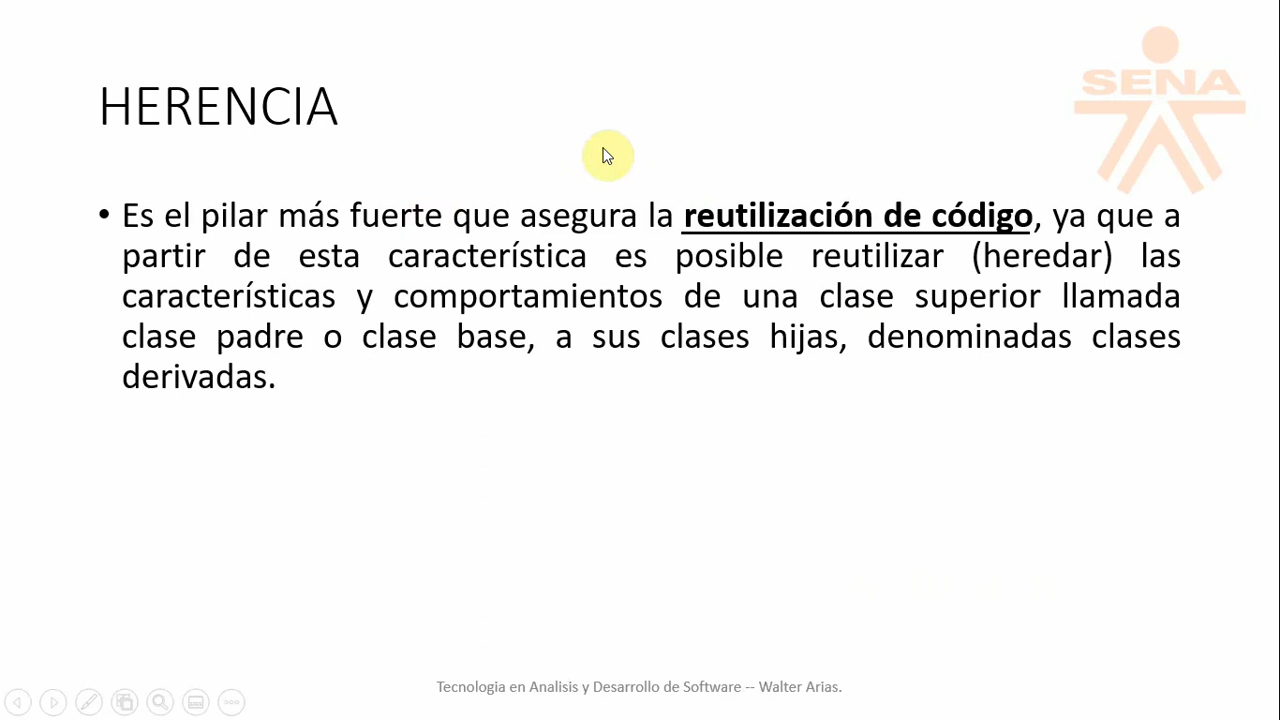 SENA
HERENCIA
• Es el pilar más fuerte que asegura la reutilización de código, ya que a
partir de esta característica es posible reutilizar (heredar) las
características y comportamientos de una clase superior llamada
clase padre o clase base, a sus clases hijas, denominadas clases
derivadas.
Tecnologia en Analisis y Desarrollo de Software -- Walter Arias.